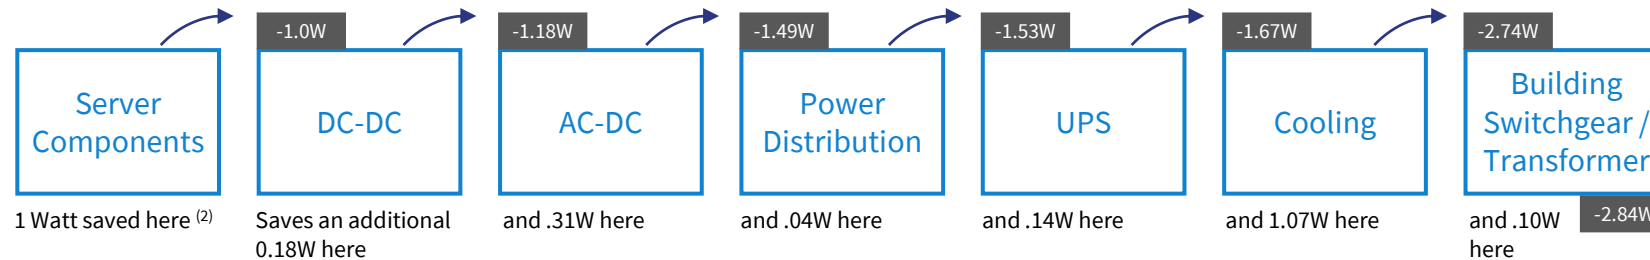 -1.0W
-1.18W
-1.49W
-1.53W
-1.67W
-2.74W
Server
Components
DC-DC
AC-DC
Power
Distribution
UPS
Cooling
Building
Switchgear /
Transformer
1 Watt saved here (2)
Saves an additional
0.18W here
and .31W here
and .04W here
and .14W here
and 1.07W here
and .10W
here
-2.84W